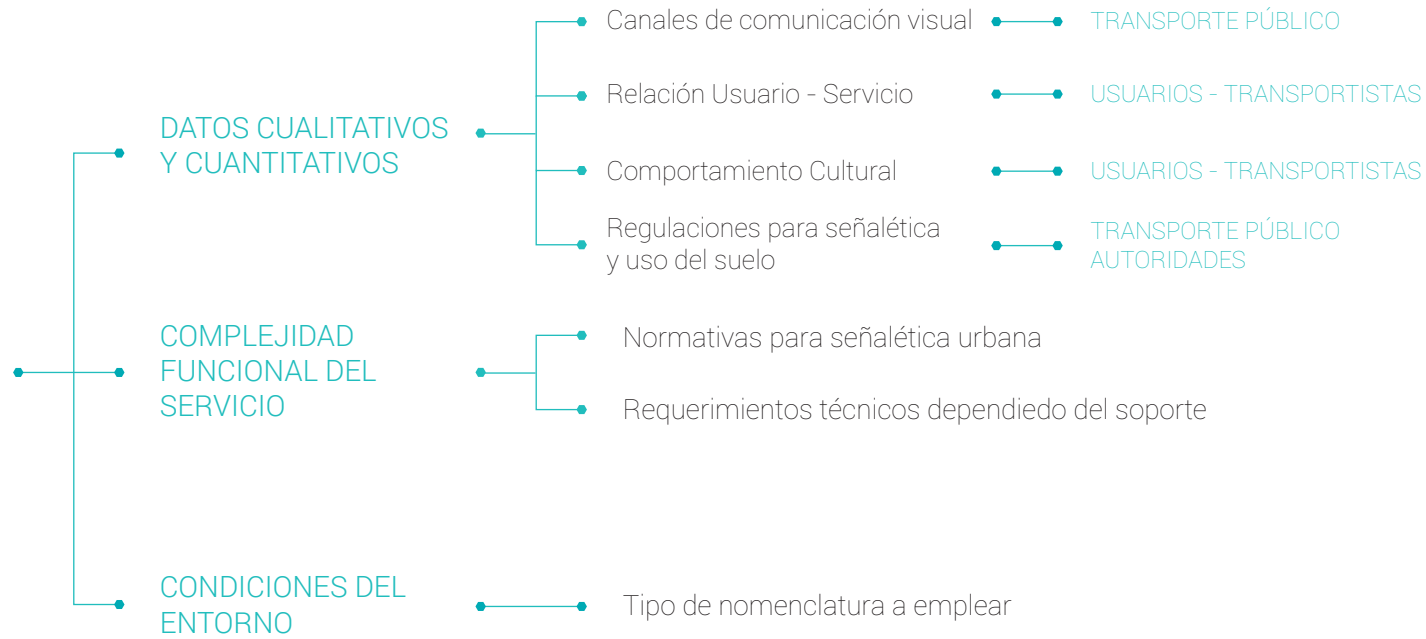 DATOS CUALITATIVOS
Y CUANTITATIVOS
Canales de comunicación visual
TRANSPORTE PÚBLICO
Relación Usuario - Servicio
USUARIOS - TRANSPORTISTAS
Comportamiento Cultural
USUARIOS - TRANSPORTISTAS
Regulaciones para señalética
y uso del suelo
TRANSPORTE PÚBLICO
AUTORIDADES
COMPLEJIDAD
FUNCIONAL DEL
SERVICIO
Normativas para señalética urbana
Requerimientos técnicos dependiedo del soporte
CONDICIONES DEL
ENTORNO
Tipo de nomenclatura a emplear